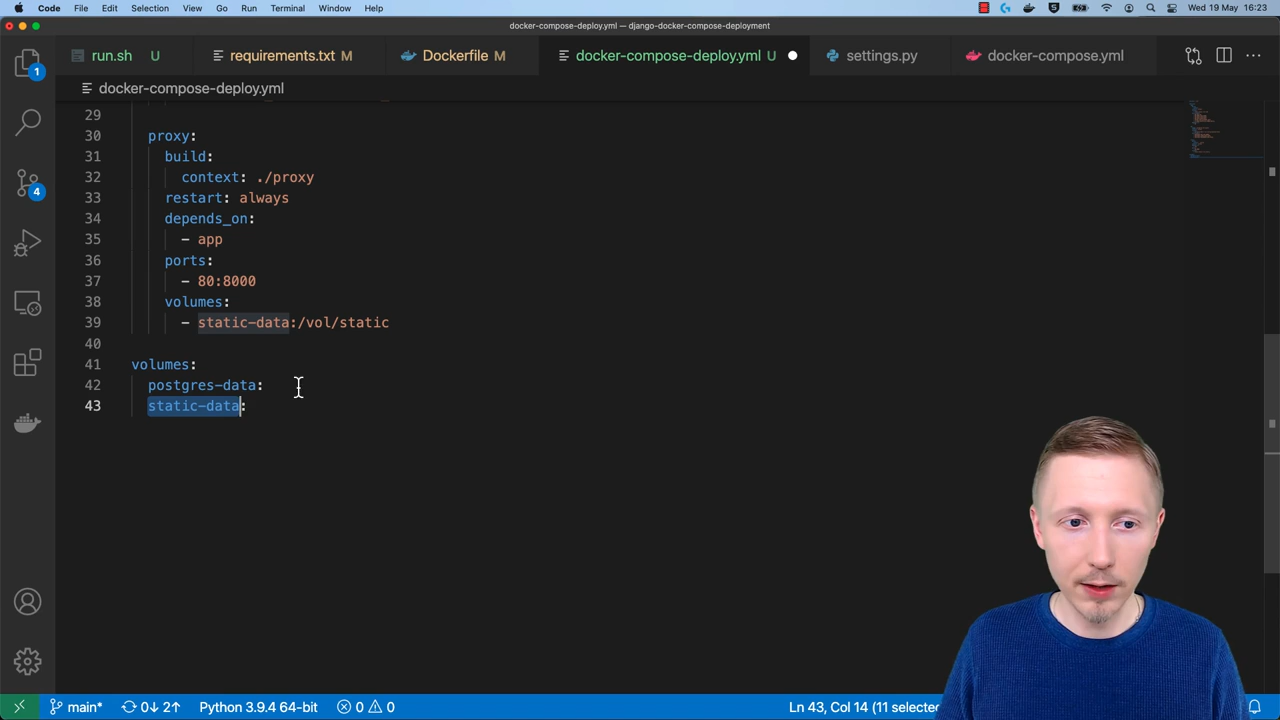 Code File Edit Selection View Go Run Terminal Window Help Wed 19 May 16:23
docker-compose-deploy.yml — django-docker-compose-deployment
run.sh U requirements.txt M Dockerfile M docker-compose-deploy.yml U settings.py docker-compose.yml
docker-compose-deploy.yml
29
30 proxy:
31 build:
32 context: ./proxy
33 restart: always
34 depends_on:
35 - app
36 ports:
37 - 80:8000
38 volumes:
39 - static-data:/vol/static
40
41 volumes:
42 postgres-data:
43 static-data:
1
4
main* 0↓ 2↑ Python 3.9.4 64-bit 0 0 Ln 43, Col 14 (11 selected